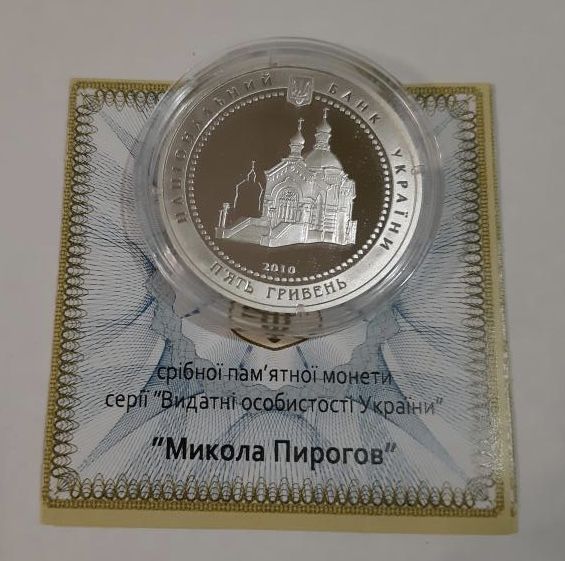 НАЦІОНАЛЬНИЙ БАНК УКРАЇНИ
2010
П'ЯТЬ ГРИВЕНЬ
срібної пам'ятної монети
серії "Видатні особистості України"
"Микола Пирогов"